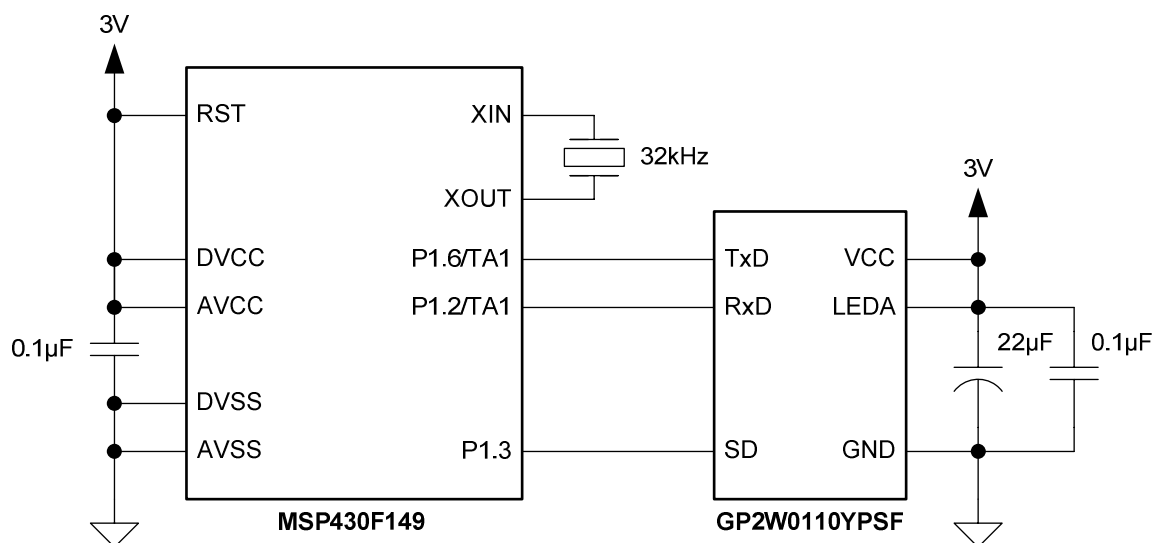 3V
RST
XIN
32kHz
XOUT
3V
DVCC
P1.6/TA1
TxD
VCC
AVCC
P1.2/TA1
RxD
LEDA
0.1µF
22µF
0.1µF
DVSS
AVSS
P1.3
SD
GND
MSP430F149
GP2W0110YPSF